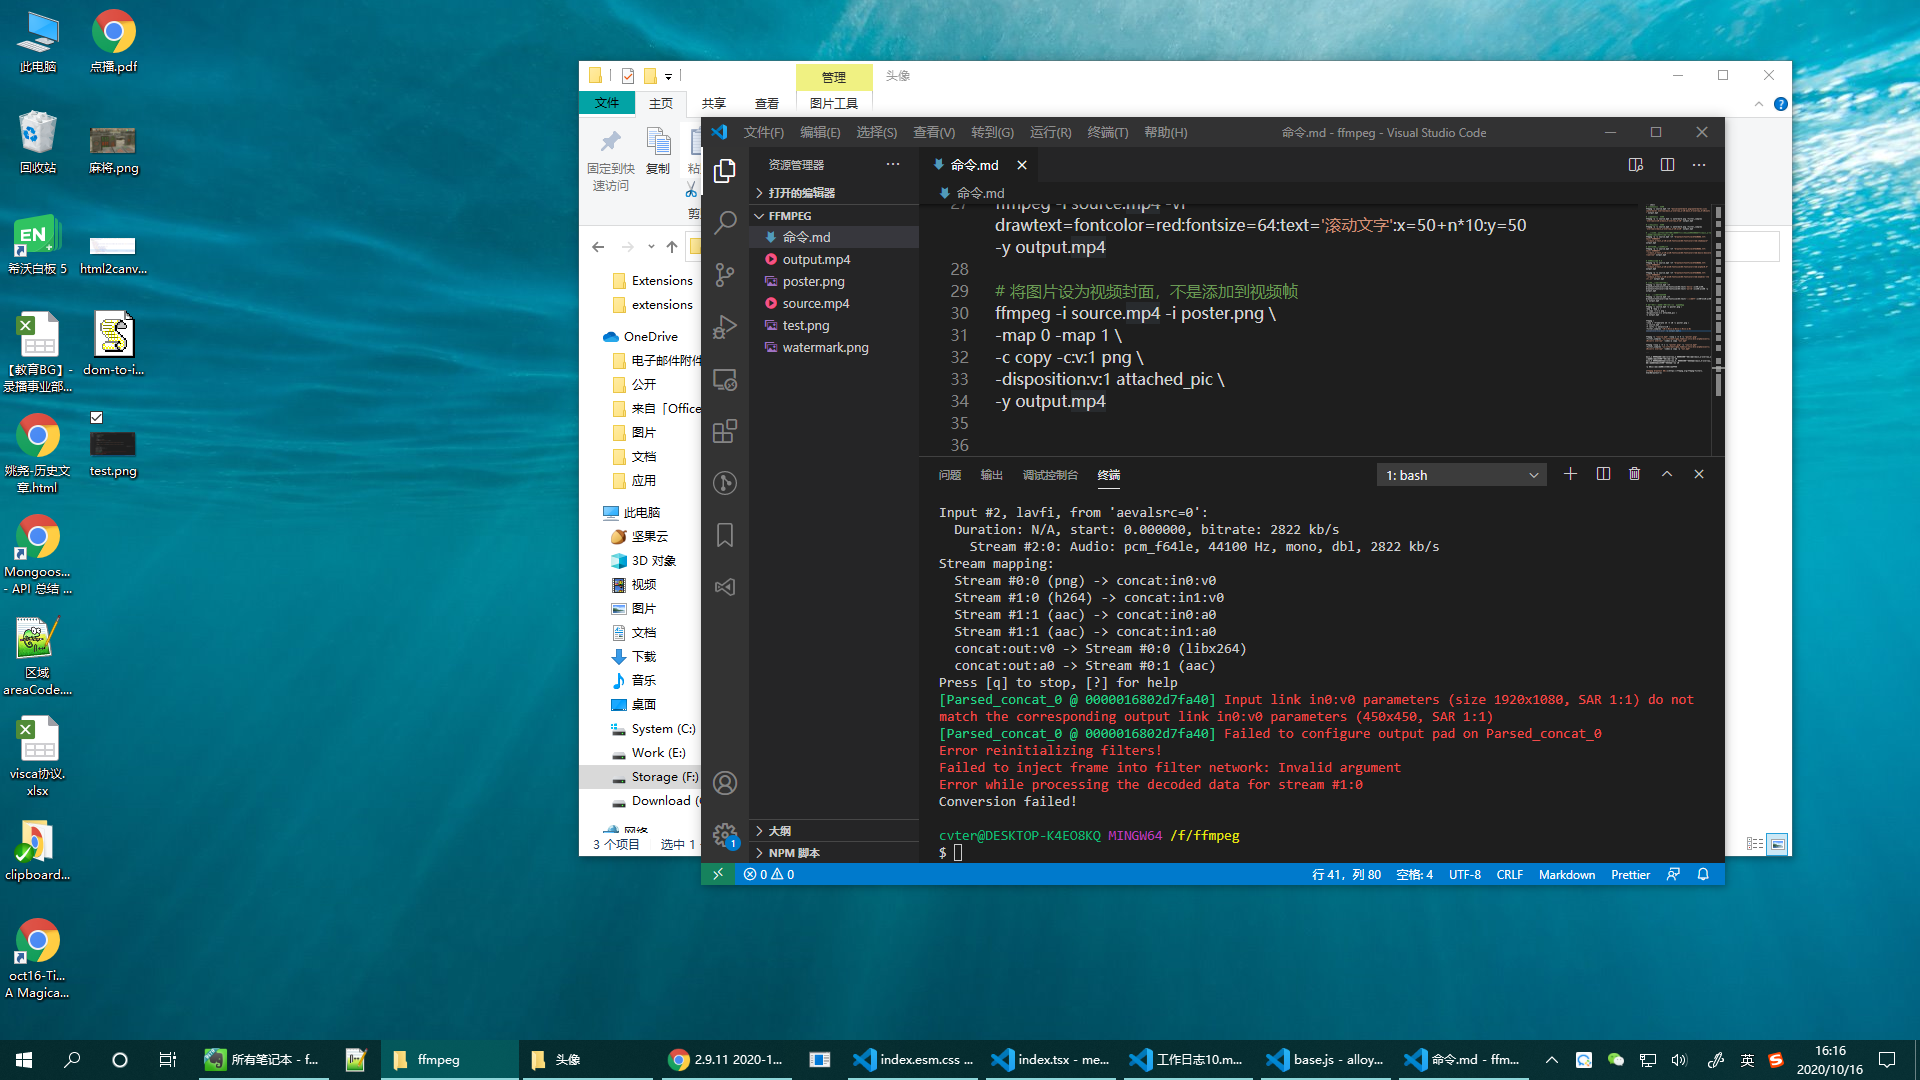 此电脑
点播.pdf
回收站
麻将.png
EN
希沃白板 5
html2canv...
【教育BG】-
录播事业部...
dom-to-i...
姚尧-历史文
章.html
test.png
Mongoos...
- API 总结 ...
区域
areaCode....
visca协议.
xlsx
clipboard...
oct16-Ti...
A Magica...
管理
头像
文件
主页
共享
查看
图片工具
固定到快
速访问
复制
Extensions
extensions
OneDrive
电子邮件附件
公开
来自「Office
图片
文档
应用
此电脑
坚果云
3D 对象
视频
图片
文档
下载
音乐
桌面
System (C:)
Work (E:)
Storage (F:)
Download (
网络
3 个项目
选中 1
文件(F)
编辑(E)
选择(S)
查看(V)
转到(G)
运行(R)
终端(T)
帮助(H)
命令.md - ffmpeg - Visual Studio Code
资源管理器
打开的编辑器
FFMPEG
命令.md
output.mp4
poster.png
source.mp4
test.png
watermark.png
大纲
NPM 脚本
1
命令.md
命令.md
27 ffmpeg -i source.mp4 -vf
drawtext=fontcolor=red:fontsize=64:text='滚动文字':x=50+n*10:y=50
-y output.mp4
28
29 # 将图片设为视频封面，不是添加到视频帧
30 ffmpeg -i source.mp4 -i poster.png \
31 -map 0 -map 1 \
32 -c copy -c:v:1 png \
33 -disposition:v:1 attached_pic \
34 -y output.mp4
35
36
问题
输出
调试控制台
终端
1: bash
Input #2, lavfi, from 'aevalsrc=0':
Duration: N/A, start: 0.000000, bitrate: 2822 kb/s
Stream #2:0: Audio: pcm_f64le, 44100 Hz, mono, dbl, 2822 kb/s
Stream mapping:
Stream #0:0 (png) -> concat:in0:v0
Stream #1:0 (h264) -> concat:in1:v0
Stream #1:1 (aac) -> concat:in0:a0
Stream #1:1 (aac) -> concat:in1:a0
concat:out:v0 -> Stream #0:0 (libx264)
concat:out:a0 -> Stream #0:1 (aac)
Press [q] to stop, [?] for help
[Parsed_concat_0 @ 0000016802d7fa40] Input link in0:v0 parameters (size 1920x1080, SAR 1:1) do not
match the corresponding output link in0:v0 parameters (450x450, SAR 1:1)
[Parsed_concat_0 @ 0000016802d7fa40] Failed to configure output pad on Parsed_concat_0
Error reinitializing filters!
Failed to inject frame into filter network: Invalid argument
Error while processing the decoded data for stream #1:0
Conversion failed!
cvter@DESKTOP-K4EO8KQ MINGW64 /f/ffmpeg
$
0 0
行 41，列 80
空格: 4
UTF-8
CRLF
Markdown
Prettier
所有笔记本 - f...
ffmpeg
头像
2.9.11 2020-1...
index.esm.css ...
index.tsx - me...
工作日志10.m...
base.js - alloy...
命令.md - ffm...
英
16:16
2020/10/16